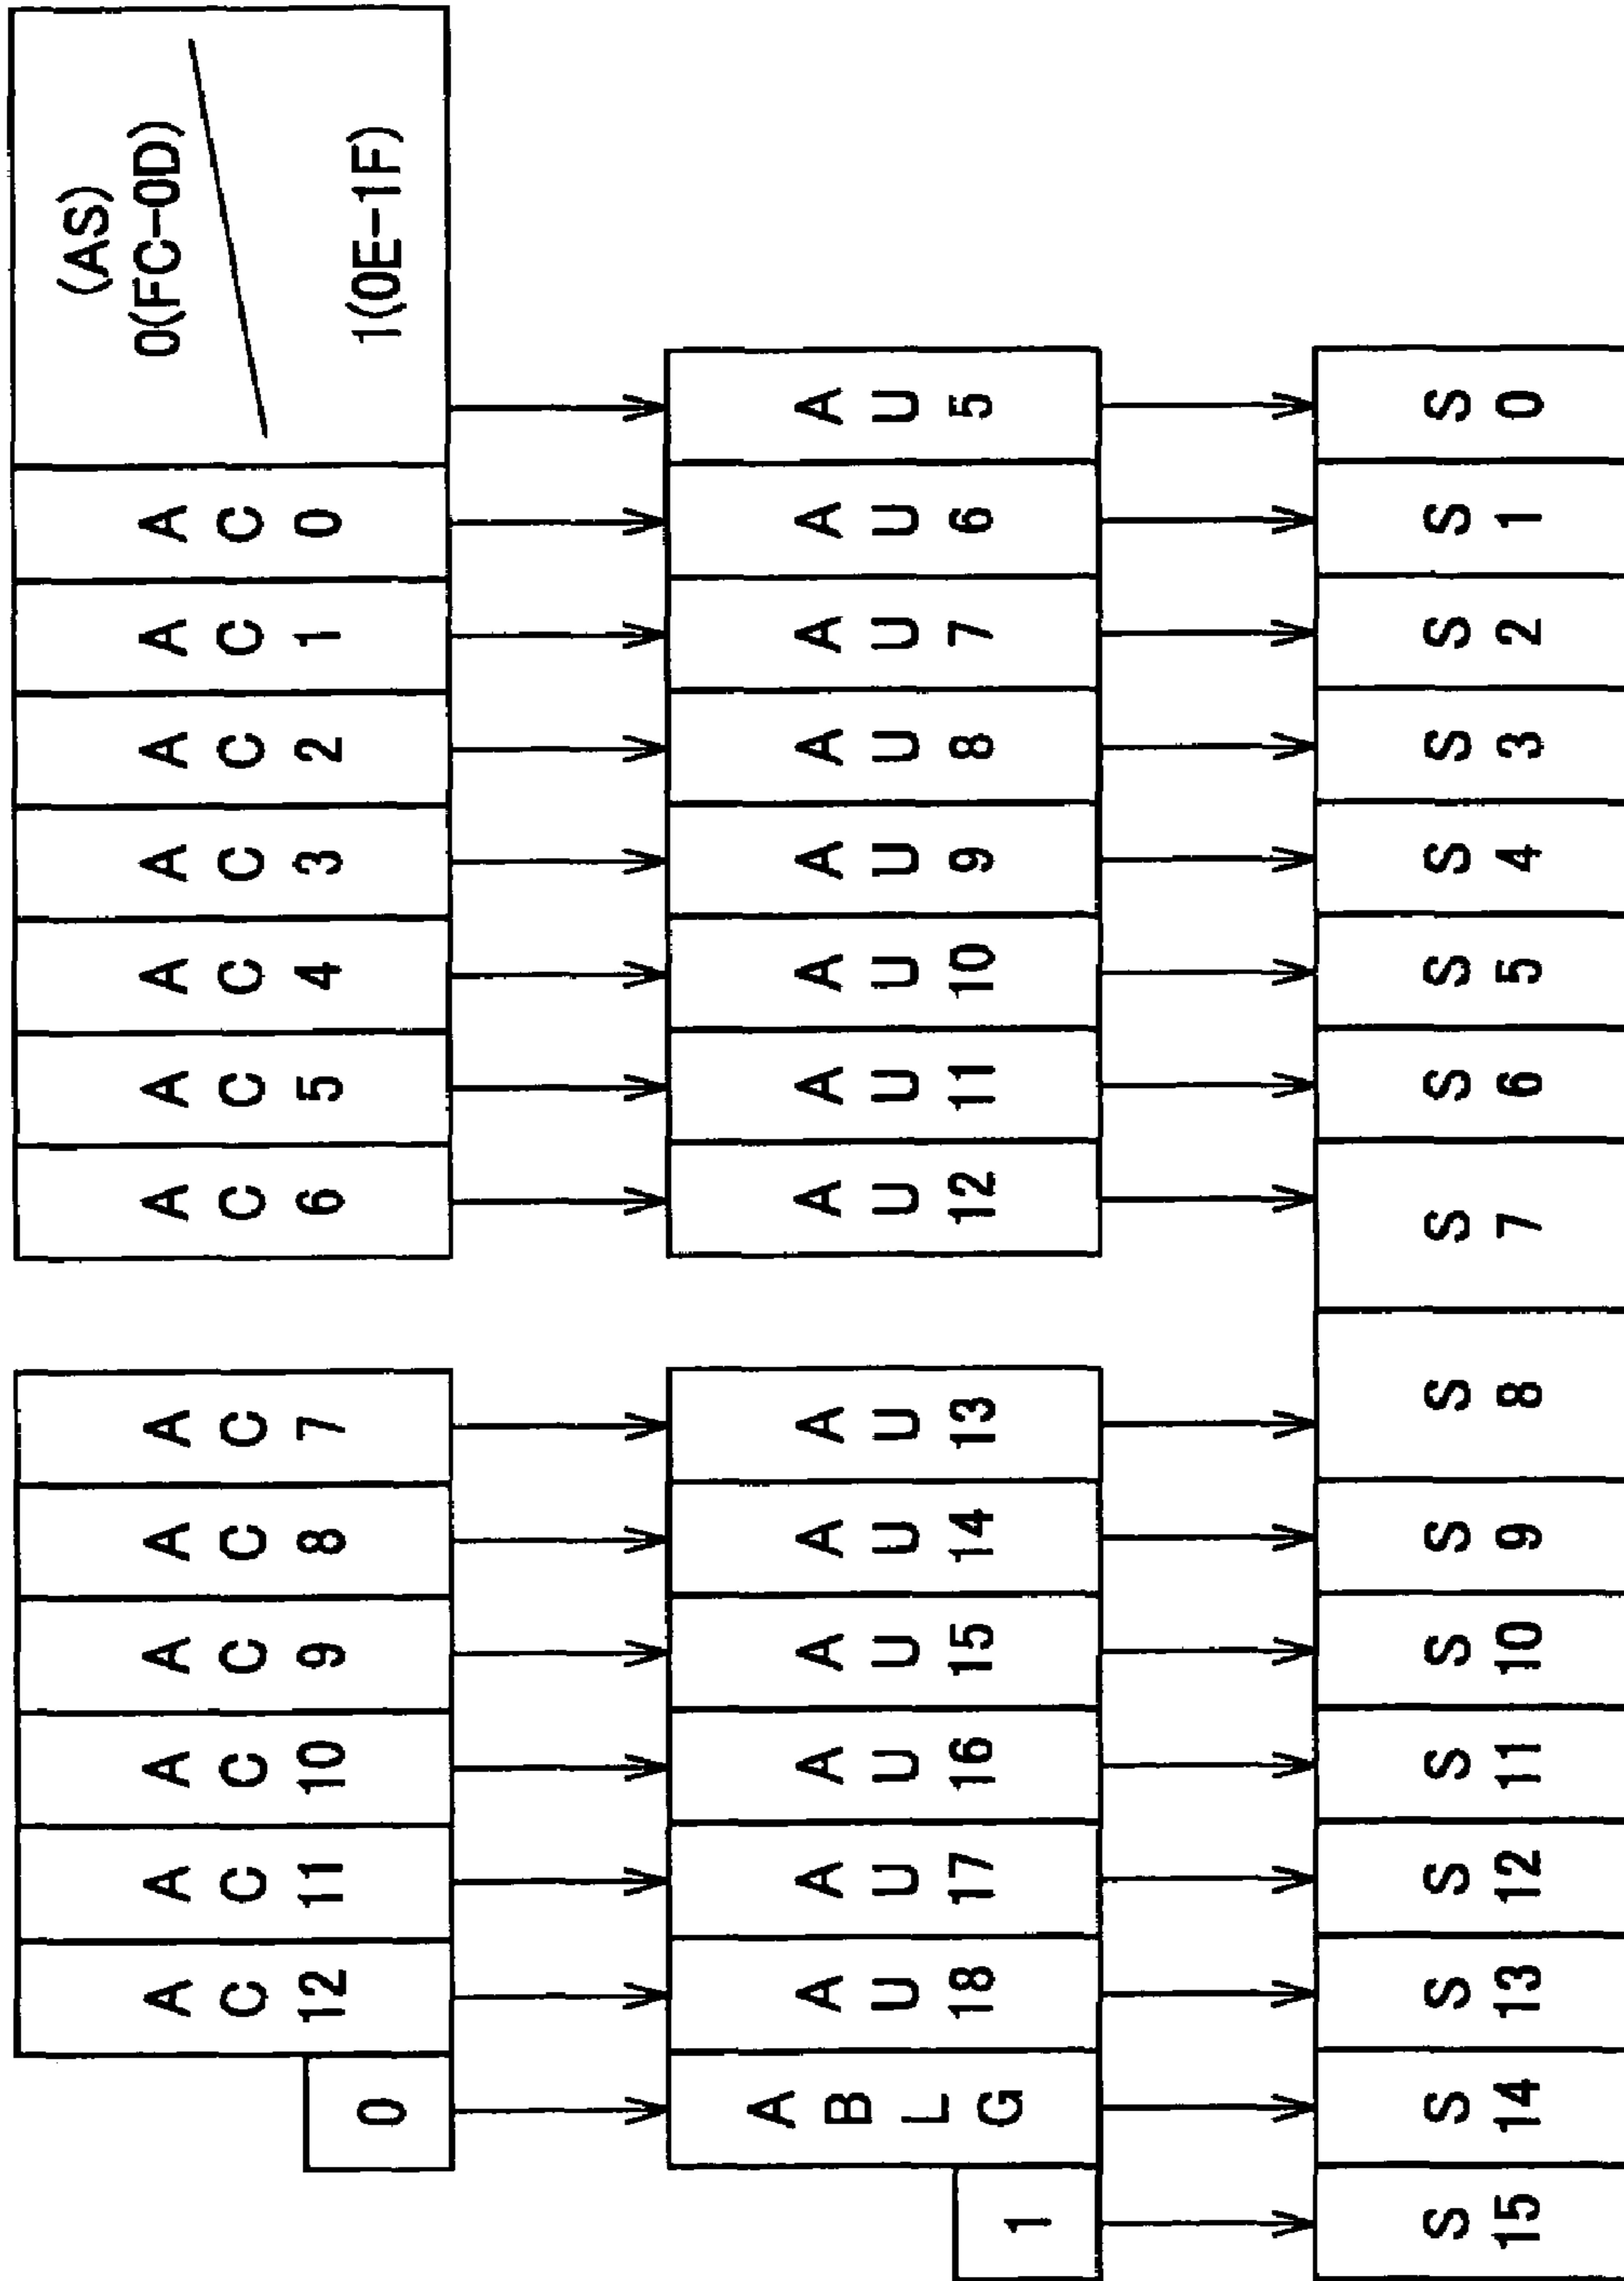 AC12
AC11
AC10
AC9
AC8
AC7
AC6
AC5
AC4
AC3
AC2
AC1
AC0
(AS)
0(FC-0D)
1(0E-1F)
0
ABLG
AU18
AU17
AU16
AU15
AU14
AU13
AU12
AU11
AU10
AU9
AU8
AU7
AU6
AU5
1
S15
S14
S13
S12
S11
S10
S9
S8
S7
S6
S5
S4
S3
S2
S1
S0